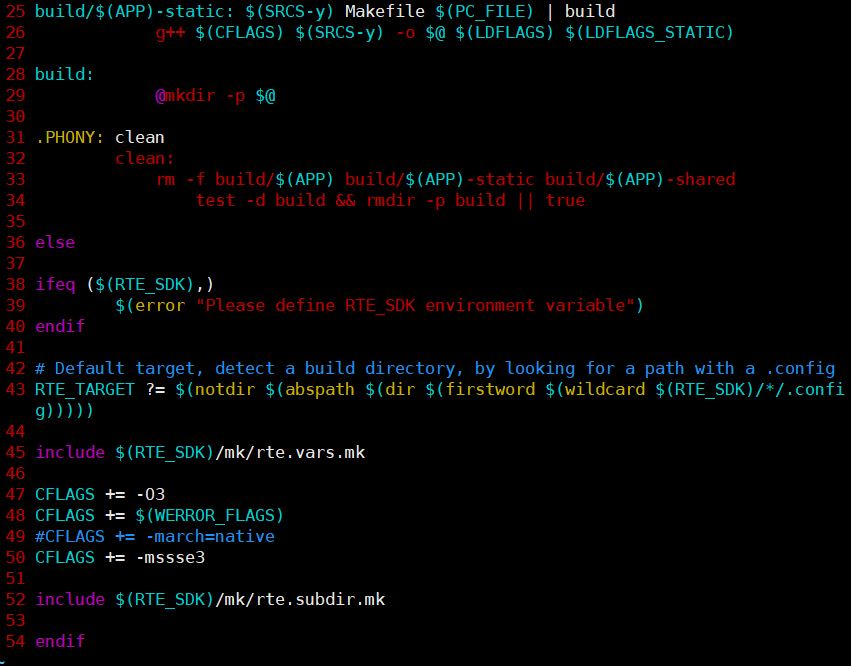 25 build/$(APP)-static: $(SRCS-y) Makefile $(PC_FILE) | build
26             g++ $(CFLAGS) $(SRCS-y) -o $@ $(LDFLAGS) $(LDFLAGS_STATIC)
27
28 build:
29             @mkdir -p $@
30
31 .PHONY: clean
32         clean:
33             rm -f build/$(APP) build/$(APP)-static build/$(APP)-shared
34                 test -d build && rmdir -p build || true
35
36 else
37
38 ifeq ($(RTE_SDK),)
39         $(error "Please define RTE_SDK environment variable")
40 endif
41
42 # Default target, detect a build directory, by looking for a path with a .config
43 RTE_TARGET ?= $(notdir $(abspath $(dir $(firstword $(wildcard $(RTE_SDK)/*/.confi
g)))))
44
45 include $(RTE_SDK)/mk/rte.vars.mk
46
47 CFLAGS += -O3
48 CFLAGS += $(WERROR_FLAGS)
49 #CFLAGS += -march=native
50 CFLAGS += -mssse3
51
52 include $(RTE_SDK)/mk/rte.subdir.mk
53
54 endif
~